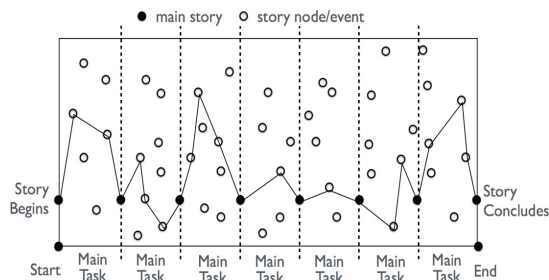 main story
story node/event
Story
Begins
Story
Concludes
Start
Main
Task
Main
Task
Main
Task
Main
Task
Main
Task
Main
Task
Main
Task
End